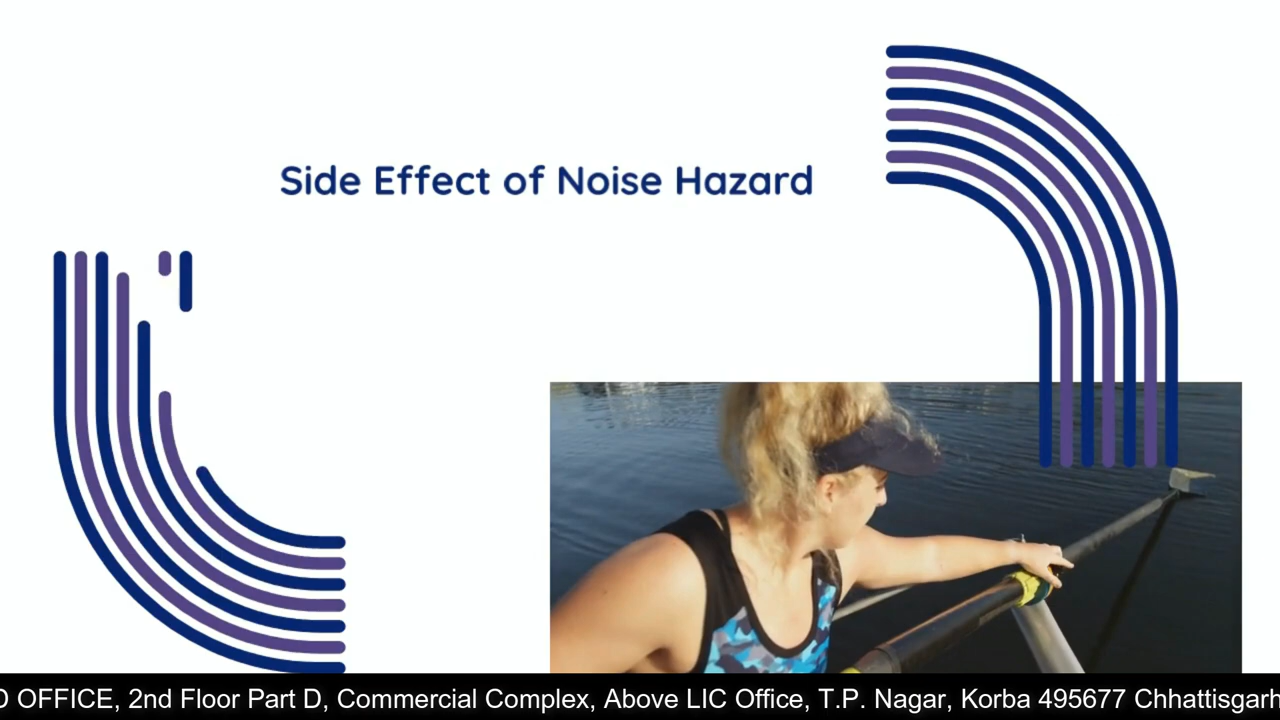 Side Effect of Noise Hazard
OFFICE, 2nd Floor Part D, Commercial Complex, Above LIC Office, T.P. Nagar, Korba 495677 Chhattisgarh